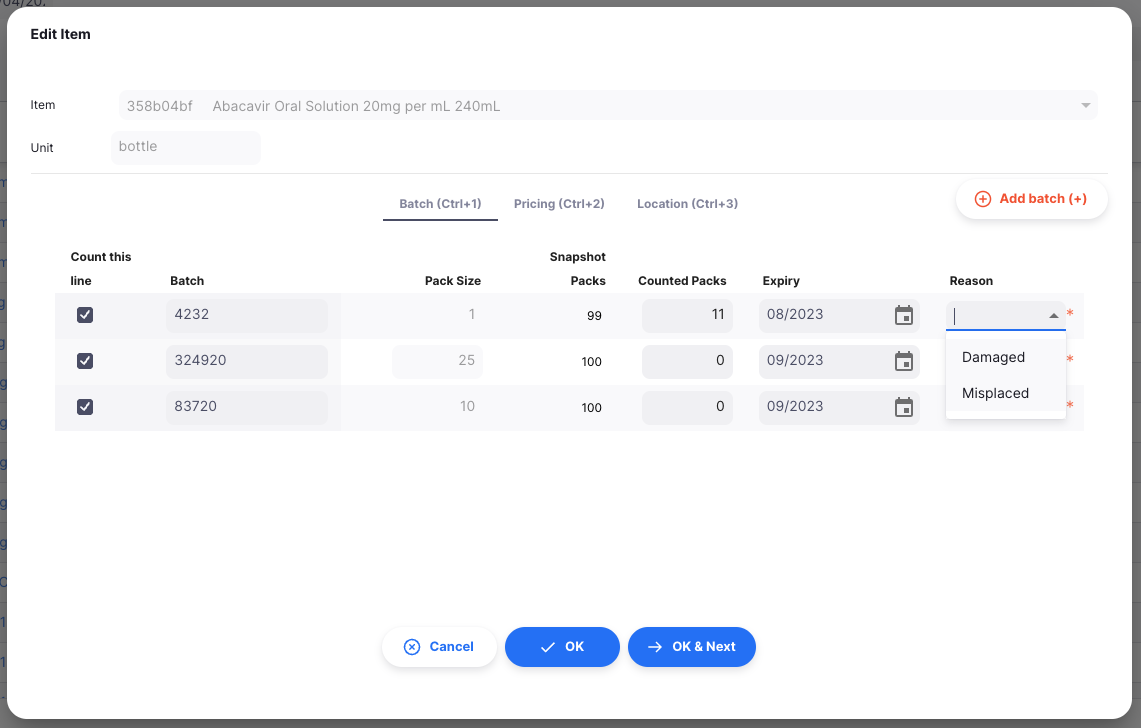 /04/20.
Edit Item
Item 358b04bf Abacavir Oral Solution 20mg per mL 240mL
Unit bottle
Batch (Ctrl+1) Pricing (Ctrl+2) Location (Ctrl+3) Add batch (+)
Count this line Batch Pack Size Snapshot Packs Counted Packs Expiry Reason
4232 1 99 11 08/2023 *
324920 25 100 0 09/2023 *
83720 10 100 0 09/2023 *
Damaged
Misplaced
Cancel OK OK & Next